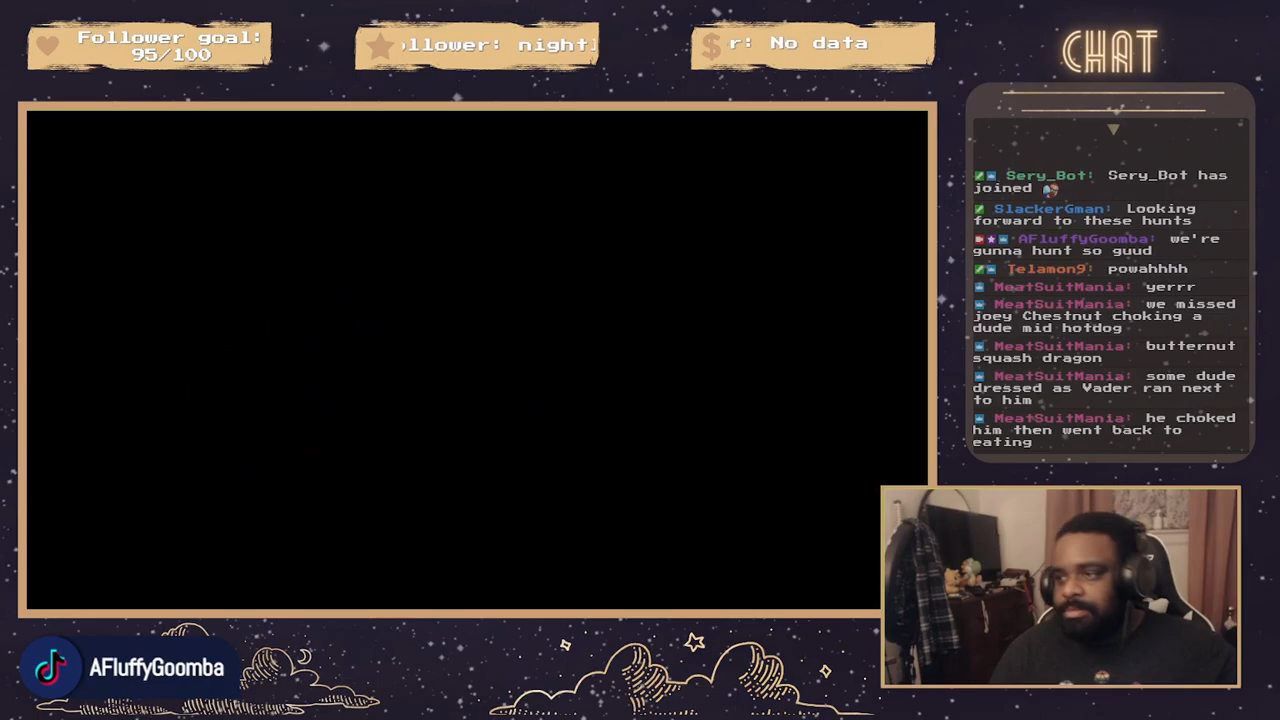 Follower goal:
95/100
ollower: night
r: No data
CHAT
Sery_Bot: Sery_Bot has
joined
SlackerGman: Looking
forward to these hunts
AFluffyGoomba: we're
gunna hunt so guud
Telamon9: powahhhh
MeatSuitMania: yerrr
MeatSuitMania: we missed
joey Chestnut choking a
dude mid hotdog
MeatSuitMania: butternut
squash dragon
MeatSuitMania: some dude
dressed as Vader ran next
to him
MeatSuitMania: he choked
him then went back to
eating
AFluffyGoomba